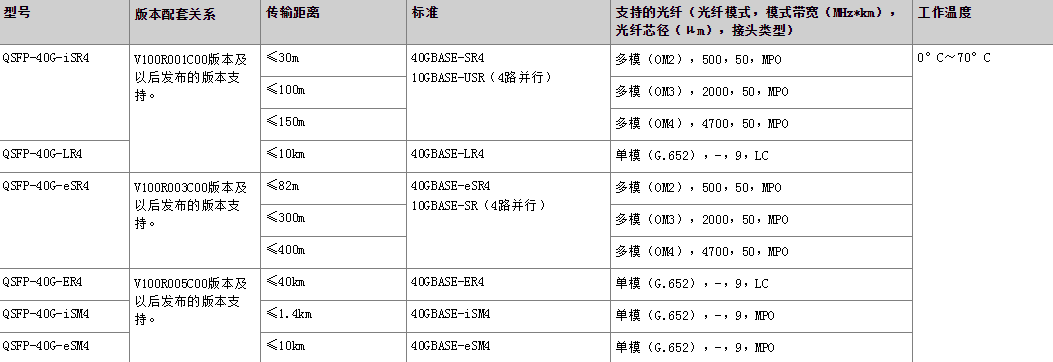 型号 版本配套关系 传输距离 标准 支持的光纤（光纤模式，模式带宽（MHz*km），光纤芯径（μm），接头类型） 工作温度
QSFP-40G-iSR4 V100R001C00版本及以后发布的版本支持。 ≤30m 40GBASE-SR4 10GBASE-USR（4路并行） 多模（OM2），500，50，MPO 0°C～70°C
≤100m 多模（OM3），2000，50，MPO
≤150m 多模（OM4），4700，50，MPO
QSFP-40G-LR4 ≤10km 40GBASE-LR4 单模（G.652），-，9，LC
QSFP-40G-eSR4 V100R003C00版本及以后发布的版本支持。 ≤82m 40GBASE-eSR4 10GBASE-SR（4路并行） 多模（OM2），500，50，MPO
≤300m 多模（OM3），2000，50，MPO
≤400m 多模（OM4），4700，50，MPO
QSFP-40G-ER4 V100R005C00版本及以后发布的版本支持。 ≤40km 40GBASE-ER4 单模（G.652），-，9，LC
QSFP-40G-iSM4 ≤1.4km 40GBASE-iSM4 单模（G.652），-，9，MPO
QSFP-40G-eSM4 ≤10km 40GBASE-eSM4 单模（G.652），-，9，MPO